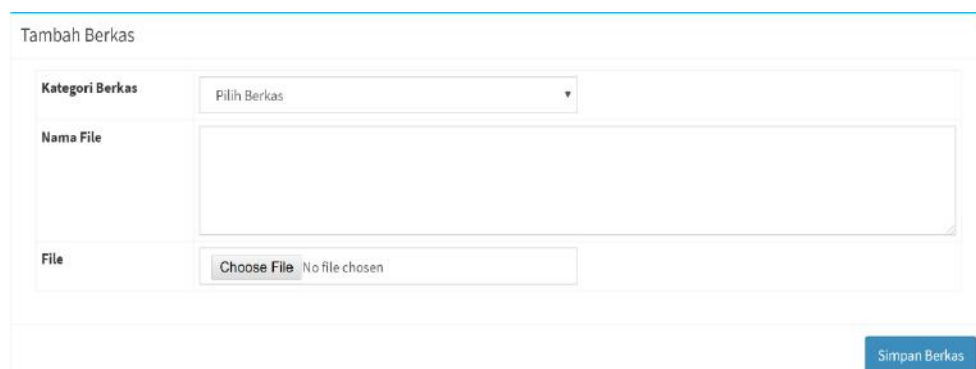 Tambah Berkas
Kategori Berkas
Pilih Berkas
Nama File
File
Choose File No file chosen
Simpan Berkas